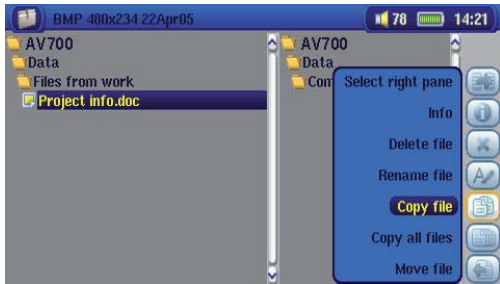 BMP 480x234 22Apr05
78
14:21
AV700
Data
Files from work
Project info.doc
AV700
Data
Select right pane
Info
Delete file
Rename file
Copy file
Copy all files
Move file